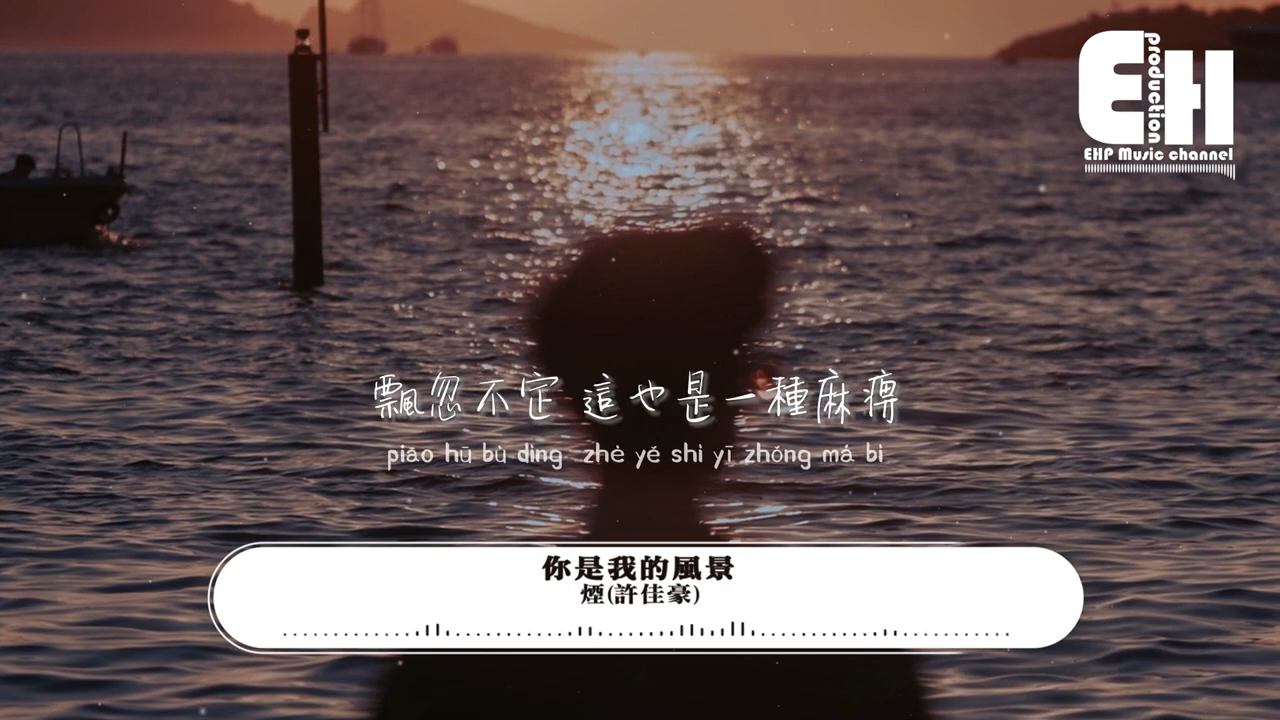 EH
production
EHP Music channel
飄忽不定 這也是一種麻痹
piāo hū bù dìng zhè yě shì yī zhǒng má bì
你是我的風景
煙(許佳豪)